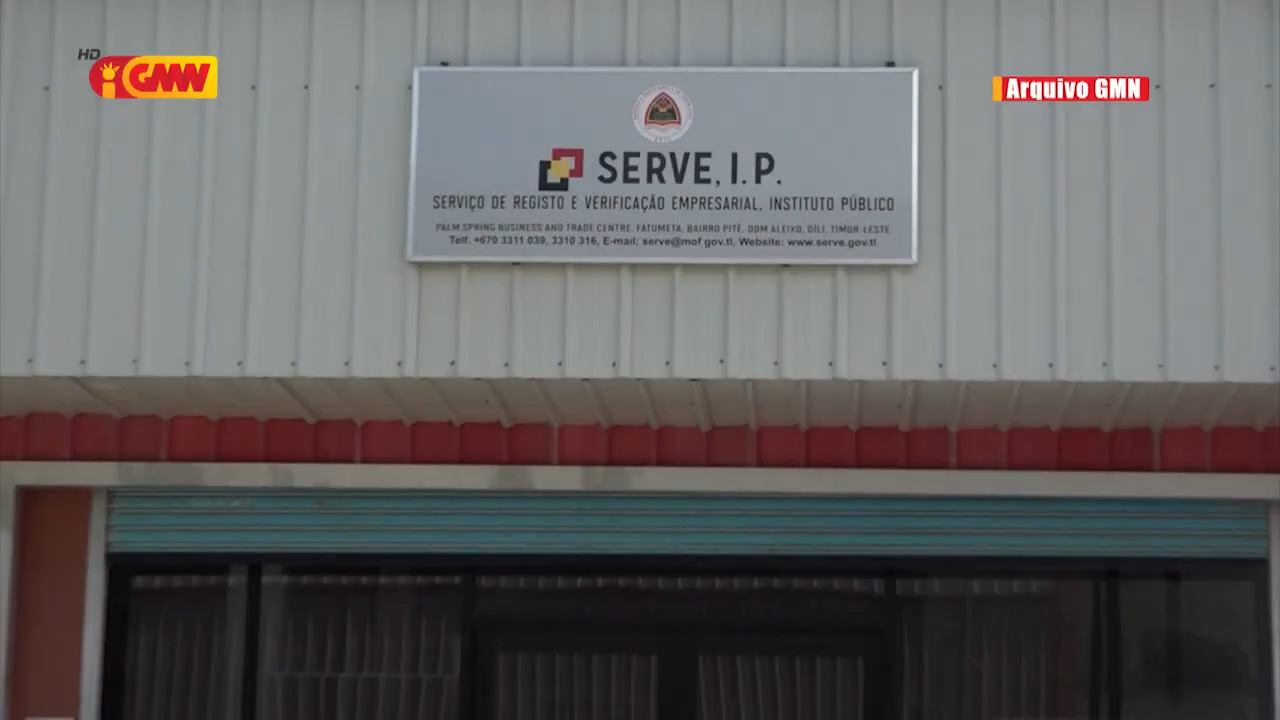 HD
GMN
Arquivo GMN
SERVE, I.P.
SERVIÇO DE REGISTO E VERIFICAÇÃO EMPRESARIAL, INSTITUTO PÚBLICO
PALM SPRING BUSINESS AND TRADE CENTRE, FATUMETA, BAIRRO PITÉ, DOM ALEIXO, DÍLI, TIMOR-LESTE
Telf. +670 3311 039, 3310 316, E-mail: serve@mof.gov.tl, Website: www.serve.gov.tl